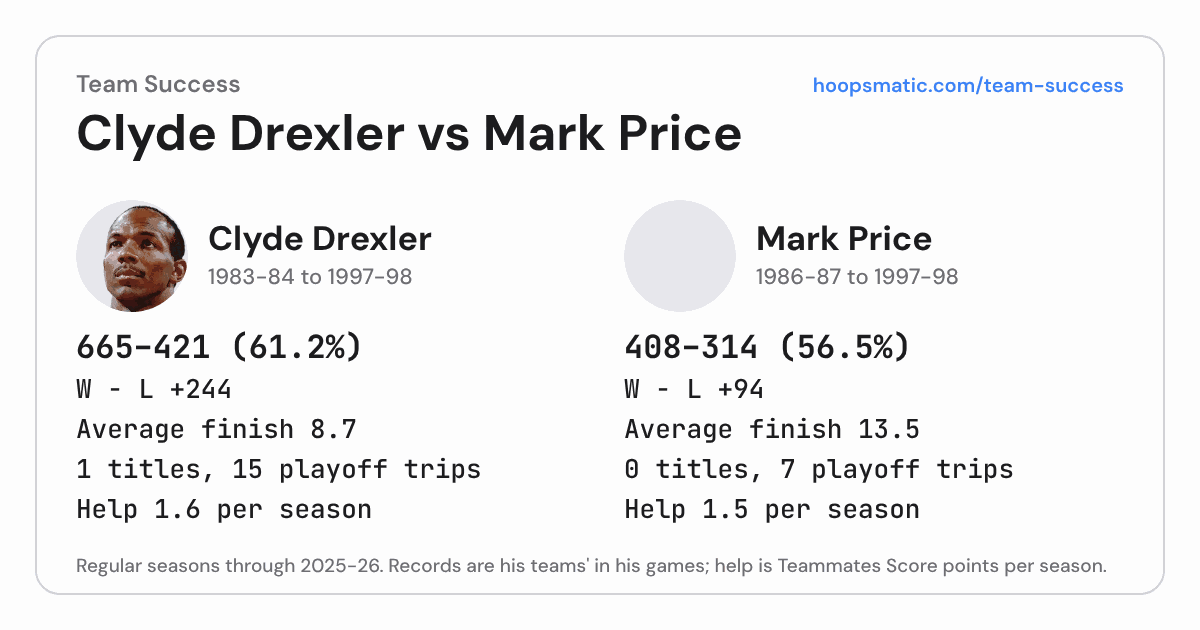 Team Success
hoopsmatic.com/team-success
Clyde Drexler vs Mark Price
Clyde Drexler
1983-84 to 1997-98
665-421 (61.2%)
W - L +244
Average finish 8.7
1 titles, 15 playoff trips
Help 1.6 per season
Mark Price
1986-87 to 1997-98
408-314 (56.5%)
W - L +94
Average finish 13.5
0 titles, 7 playoff trips
Help 1.5 per season
Regular seasons through 2025-26. Records are his teams' in his games; help is Teammates Score points per season.